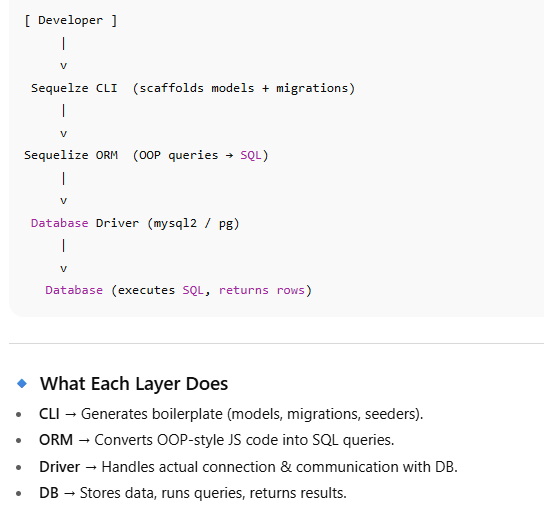 [ Developer ]
|
v
Sequelze CLI (scaffolds models + migrations)
|
v
Sequelize ORM (OOP queries → SQL)
|
v
Database Driver (mysql2 / pg)
|
v
Database (executes SQL, returns rows)
🔹 What Each Layer Does
• CLI → Generates boilerplate (models, migrations, seeders).
• ORM → Converts OOP-style JS code into SQL queries.
• Driver → Handles actual connection & communication with DB.
• DB → Stores data, runs queries, returns results.